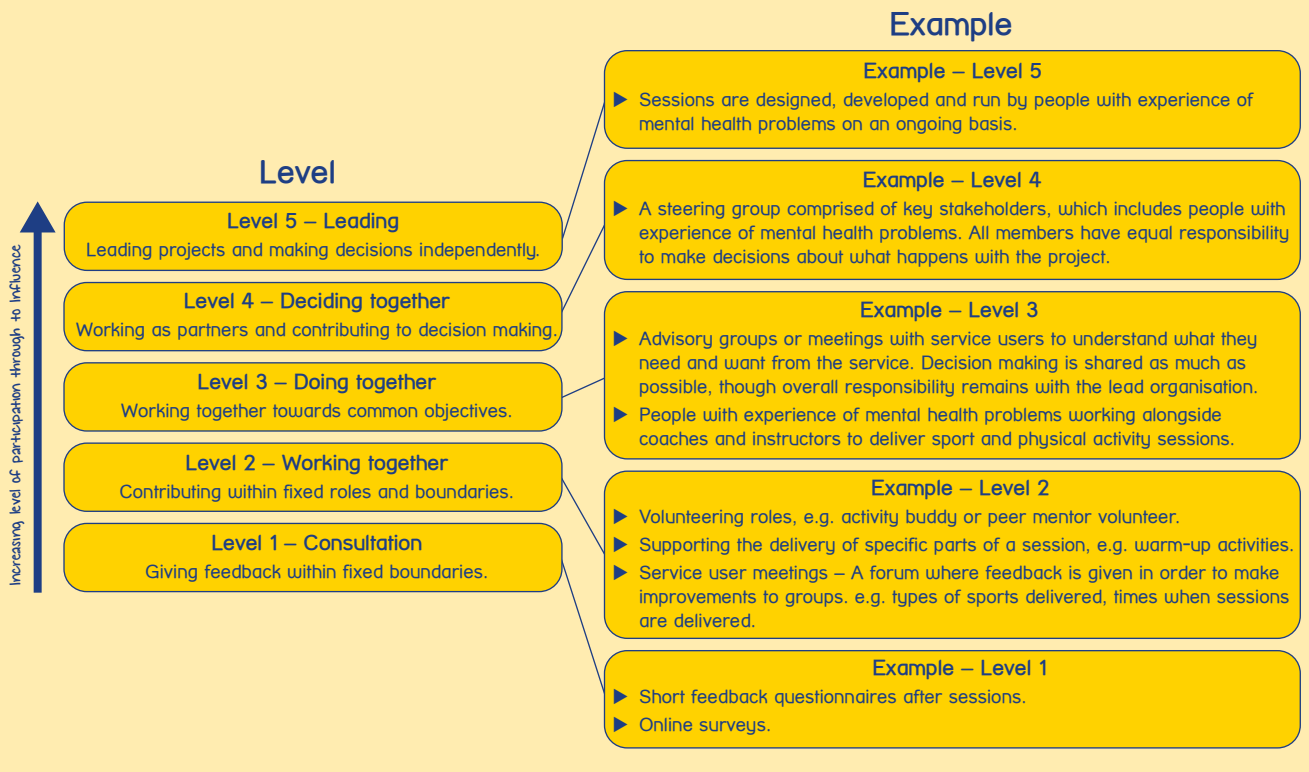 Example
Example – Level 5
Sessions are designed, developed and run by people with experience of
mental health problems on an ongoing basis.
Example – Level 4
A steering group comprised of key stakeholders, which includes people with
experience of mental health problems. All members have equal responsibility
to make decisions about what happens with the project.
Example – Level 3
Advisory groups or meetings with service users to understand what they
need and want from the service. Decision making is shared as much as
possible, though overall responsibility remains with the lead organisation.
People with experience of mental health problems working alongside
coaches and instructors to deliver sport and physical activity sessions.
Example – Level 2
Volunteering roles, e.g. activity buddy or peer mentor volunteer.
Supporting the delivery of specific parts of a session, e.g. warm-up activities.
Service user meetings – A forum where feedback is given in order to make
improvements to groups. e.g. types of sports delivered, times when sessions
are delivered.
Example – Level 1
Short feedback questionnaires after sessions.
Online surveys.
Level
Level 5 – Leading
Leading projects and making decisions independently.
Level 4 – Deciding together
Working as partners and contributing to decision making.
Level 3 – Doing together
Working together towards common objectives.
Level 2 – Working together
Contributing within fixed roles and boundaries.
Level 1 – Consultation
Giving feedback within fixed boundaries.
Increasing level of participation through to Influence